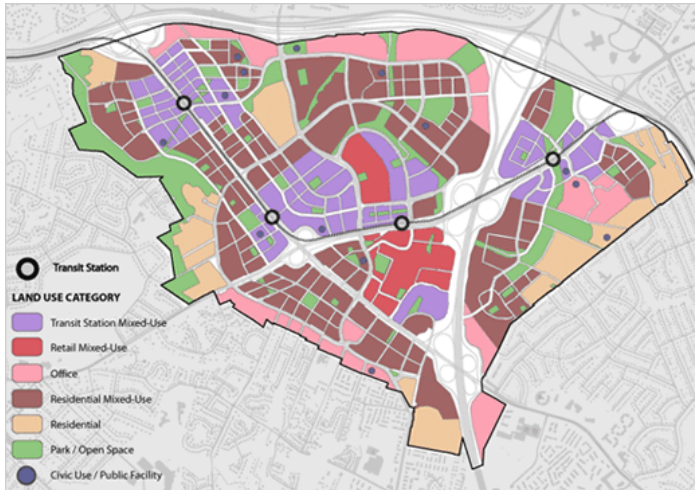 Transit Station
LAND USE CATEGORY
Transit Station Mixed-Use
Retail Mixed-Use
Office
Residential Mixed-Use
Residential
Park / Open Space
Civic Use / Public Facility